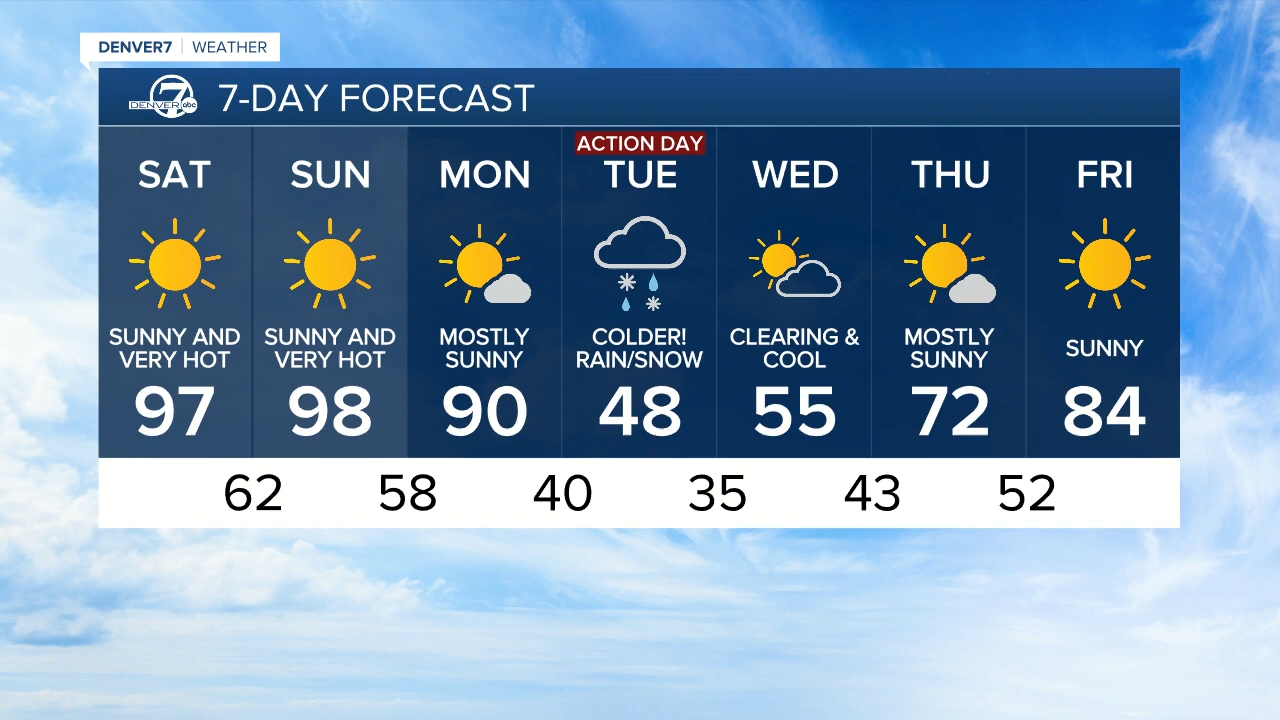 DENVER7 | WEATHER
7
DENVER abc
7-DAY FORECAST
SAT
SUNNY AND
VERY HOT
97
SUN
SUNNY AND
VERY HOT
98
MON
MOSTLY
SUNNY
90
ACTION DAY
TUE
COLDER!
RAIN/SNOW
48
WED
CLEARING &
COOL
55
THU
MOSTLY
SUNNY
72
FRI
SUNNY
84
62 58 40 35 43 52